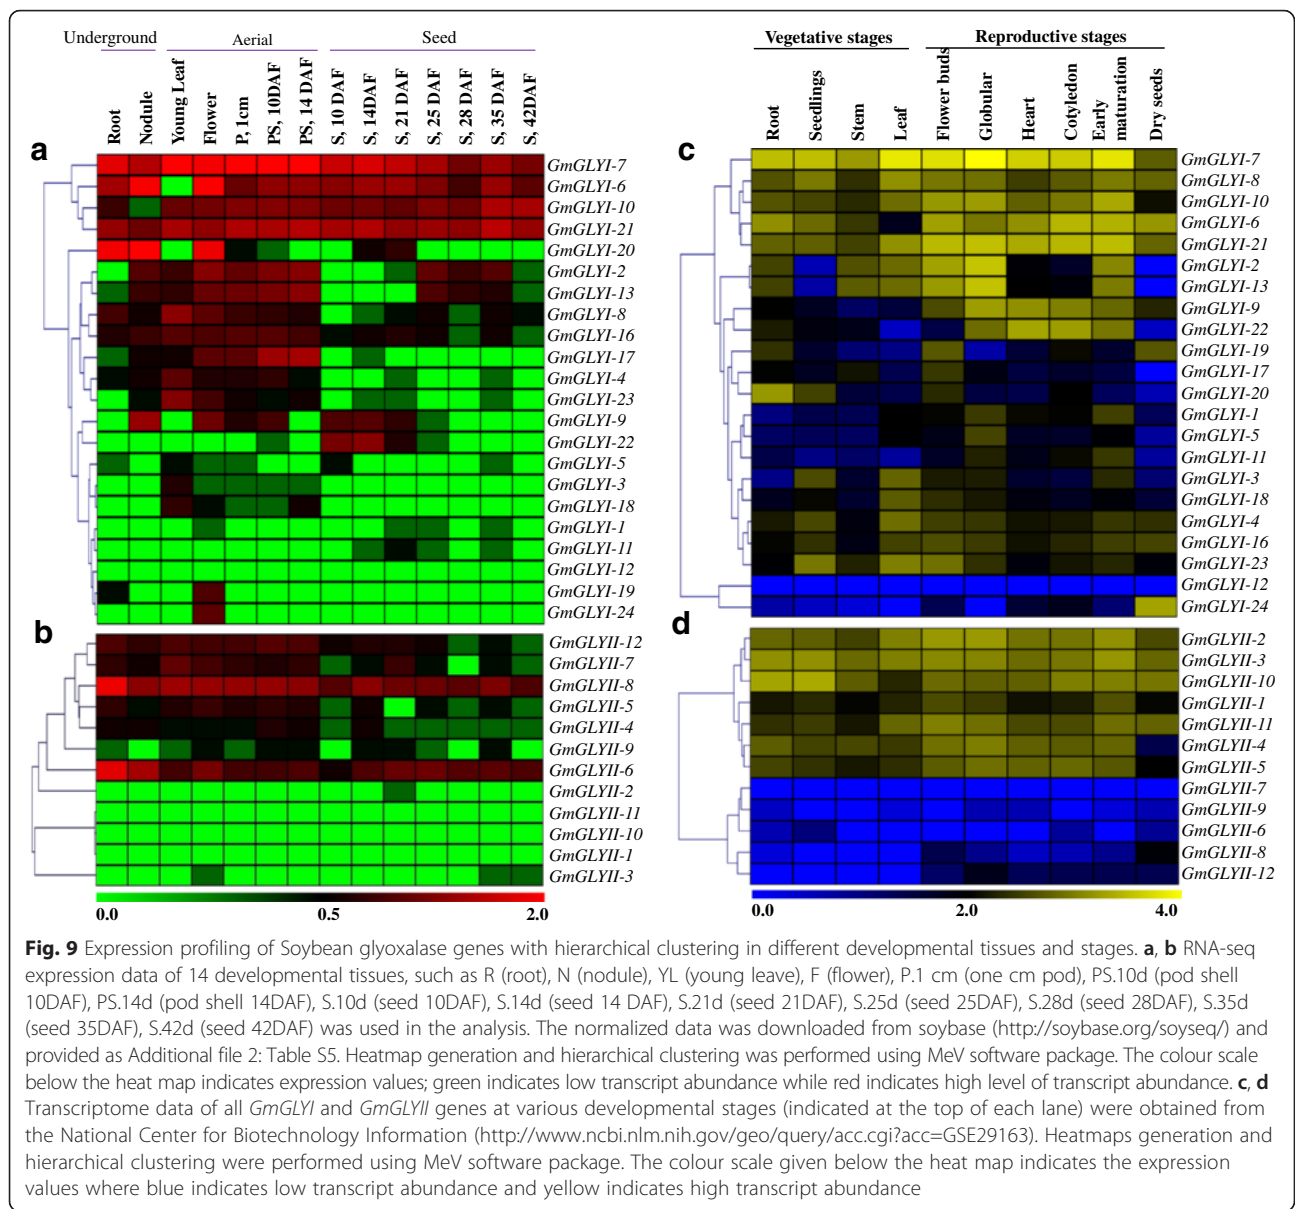 Underground
Aerial
Seed
Root
Nodule
Young Leaf
Flower
P, 1cm
PS, 10DAF
PS, 14 DAF
S, 10 DAF
S, 14DAF
S, 21 DAF
S, 25 DAF
S, 28 DAF
S, 35 DAF
S, 42DAF
a
GmGLYI-7
GmGLYI-6
GmGLYI-10
GmGLYI-21
GmGLYI-20
GmGLYI-2
GmGLYI-13
GmGLYI-8
GmGLYI-16
GmGLYI-17
GmGLYI-4
GmGLYI-23
GmGLYI-9
GmGLYI-22
GmGLYI-5
GmGLYI-3
GmGLYI-18
GmGLYI-1
GmGLYI-11
GmGLYI-12
GmGLYI-19
GmGLYI-24
b
GmGLYII-12
GmGLYII-7
GmGLYII-8
GmGLYII-5
GmGLYII-4
GmGLYII-9
GmGLYII-6
GmGLYII-2
GmGLYII-11
GmGLYII-10
GmGLYII-1
GmGLYII-3
0.0
0.5
2.0
Vegetative stages
Reproductive stages
Root
Seedlings
Stem
Leaf
Flower buds
Globular
Heart
Cotyledon
Early
maturation
Dry seeds
c
GmGLYI-7
GmGLYI-8
GmGLYI-10
GmGLYI-6
GmGLYI-21
GmGLYI-2
GmGLYI-13
GmGLYI-9
GmGLYI-22
GmGLYI-19
GmGLYI-17
GmGLYI-20
GmGLYI-1
GmGLYI-5
GmGLYI-11
GmGLYI-3
GmGLYI-18
GmGLYI-4
GmGLYI-16
GmGLYI-23
GmGLYI-12
GmGLYI-24
d
GmGLYII-2
GmGLYII-3
GmGLYII-10
GmGLYII-1
GmGLYII-11
GmGLYII-4
GmGLYII-5
GmGLYII-7
GmGLYII-9
GmGLYII-6
GmGLYII-8
GmGLYII-12
0.0
2.0
4.0
Fig. 9 Expression profiling of Soybean glyoxalase genes with hierarchical clustering in different developmental tissues and stages. a, b RNA-seq
expression data of 14 developmental tissues, such as R (root), N (nodule), YL (young leave), F (flower), P.1 cm (one cm pod), PS.10d (pod shell
10DAF), PS.14d (pod shell 14DAF), S.10d (seed 10DAF), S.14d (seed 14 DAF), S.21d (seed 21DAF), S.25d (seed 25DAF), S.28d (seed 28DAF), S.35d
(seed 35DAF), S.42d (seed 42DAF) was used in the analysis. The normalized data was downloaded from soybase (http://soybase.org/soyseq/) and
provided as Additional file 2: Table S5. Heatmap generation and hierarchical clustering was performed using MeV software package. The colour scale
below the heat map indicates expression values; green indicates low transcript abundance while red indicates high level of transcript abundance. c, d
Transcriptome data of all GmGLYI and GmGLYII genes at various developmental stages (indicated at the top of each lane) were obtained from
the National Center for Biotechnology Information (http://www.ncbi.nlm.nih.gov/geo/query/acc.cgi?acc=GSE29163). Heatmaps generation and
hierarchical clustering were performed using MeV software package. The colour scale given below the heat map indicates the expression
values where blue indicates low transcript abundance and yellow indicates high transcript abundance